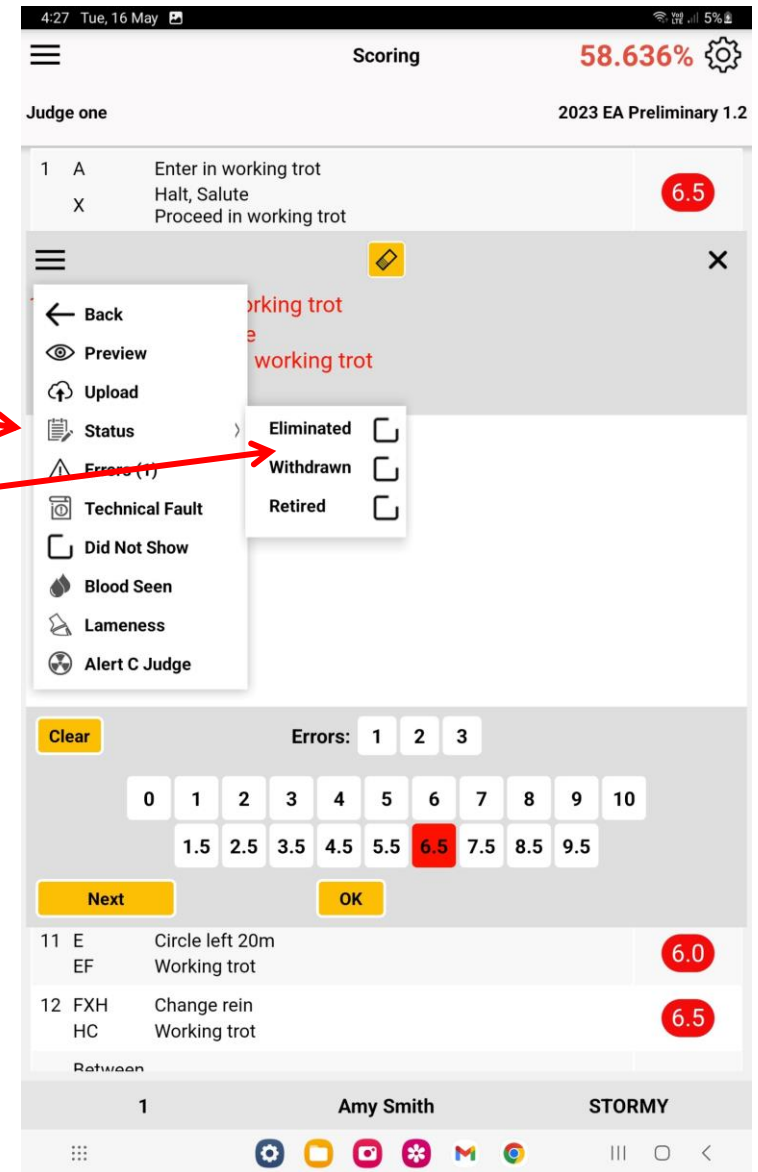 4:27 Tue, 16 May 5%
Scoring 58.636%
Judge one 2023 EA Preliminary 1.2
1 A Enter in working trot
X Halt, Salute 6.5
Proceed in working trot
orking trot
e
working trot
Back
Preview
Upload
Status
Errors (1)
Technical Fault
Did Not Show
Blood Seen
Lameness
Alert C Judge
Eliminated
Withdrawn
Retired
Clear Errors: 1 2 3
0 1 2 3 4 5 6 7 8 9 10
1.5 2.5 3.5 4.5 5.5 6.5 7.5 8.5 9.5
Next OK
11 E Circle left 20m 6.0
EF Working trot
12 FXH Change rein 6.5
HC Working trot
Between
1 Amy Smith STORMY